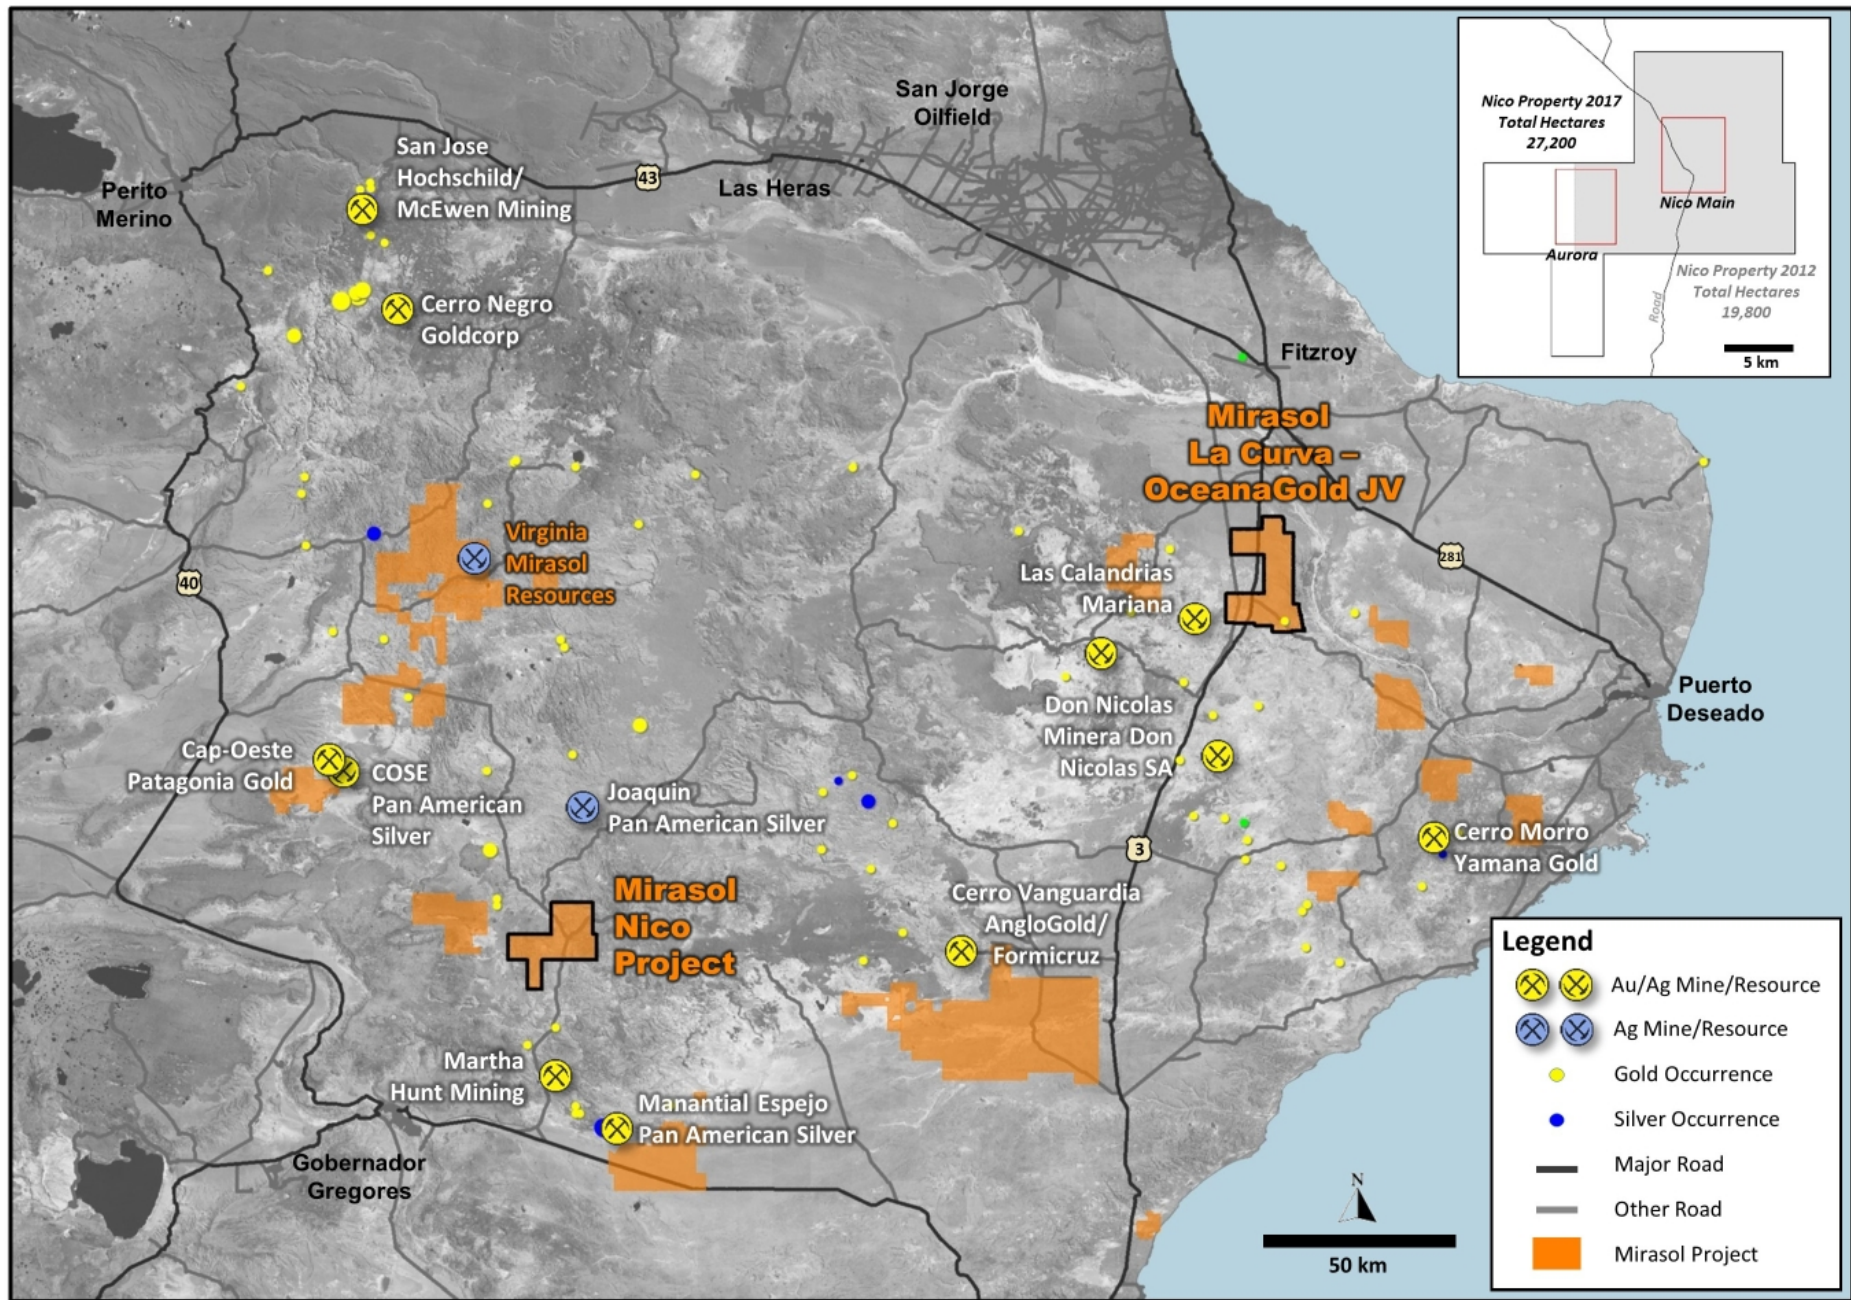 San Jorge
Oilfield
Nico Property 2017
Total Hectares
27,200
Nico Main
Aurora
Nico Property 2012
Total Hectares
19,800
Road
5 km
San Jose
Hochschild/
McEwen Mining
Perito
Merino
43
Las Heras
Cerro Negro
Goldcorp
Fitzroy
Mirasol
La Curva –
OceanaGold JV
Virginia
Mirasol
Resources
40
281
Las Calandrias
Mariana
Don Nicolas
Minera Don
Nicolas SA
Puerto
Deseado
Cap-Oeste
Patagonia Gold
COSE
Pan American
Silver
Joaquin
Pan American Silver
3
Cerro Morro
Yamana Gold
Mirasol
Nico
Project
Cerro Vanguardia
AngloGold/
Formicruz
Martha
Hunt Mining
Manantial Espejo
Pan American Silver
Gobernador
Gregores
N
50 km
Legend
Au/Ag Mine/Resource
Ag Mine/Resource
Gold Occurrence
Silver Occurrence
Major Road
Other Road
Mirasol Project